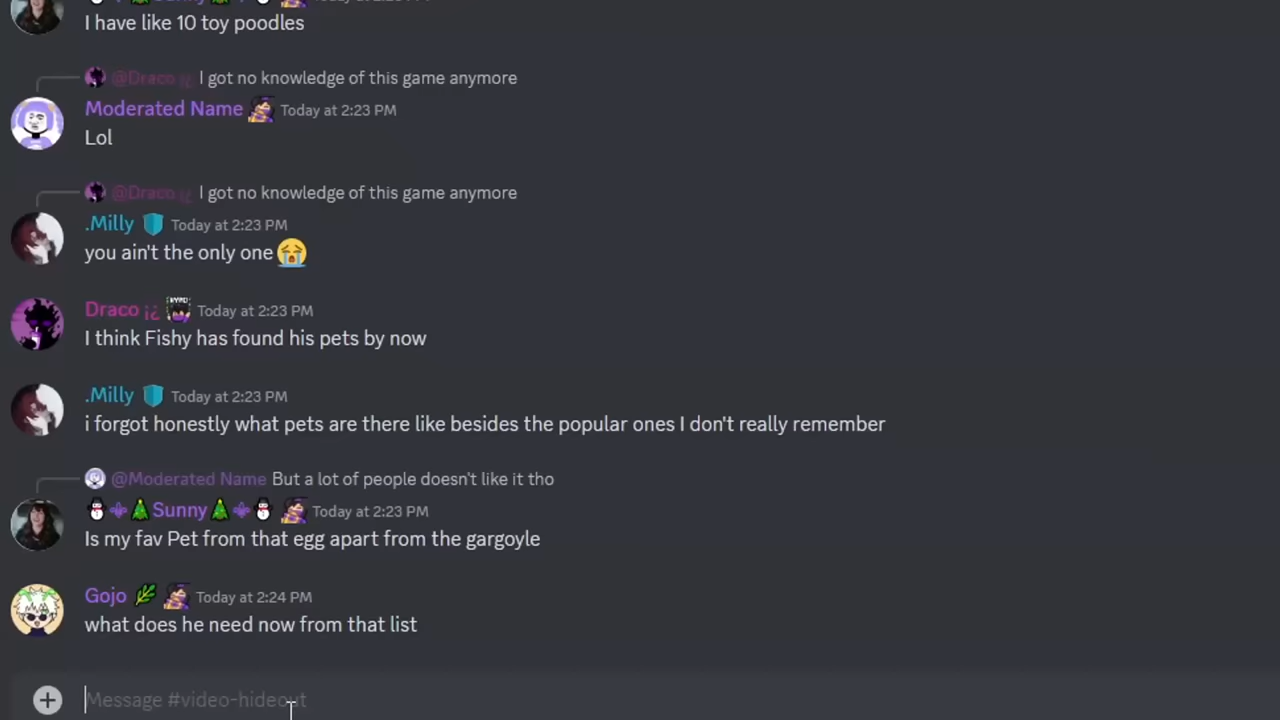 Sunny
I have like 10 toy poodles
@Draco ¡¿ I got no knowledge of this game anymore
Moderated Name Today at 2:23 PM
Lol
@Draco ¡¿ I got no knowledge of this game anymore
.Milly Today at 2:23 PM
you ain't the only one😭
Draco ¡¿ Today at 2:23 PM
I think Fishy has found his pets by now
.Milly Today at 2:23 PM
i forgot honestly what pets are there like besides the popular ones I don't really remember
@Moderated Name But a lot of people doesn't like it tho
⛄⚜🎄Sunny🎄⚜⛄ Today at 2:23 PM
Is my fav Pet from that egg apart from the gargoyle
Gojo 🌿 Today at 2:24 PM
what does he need now from that list
Message #video-hideout